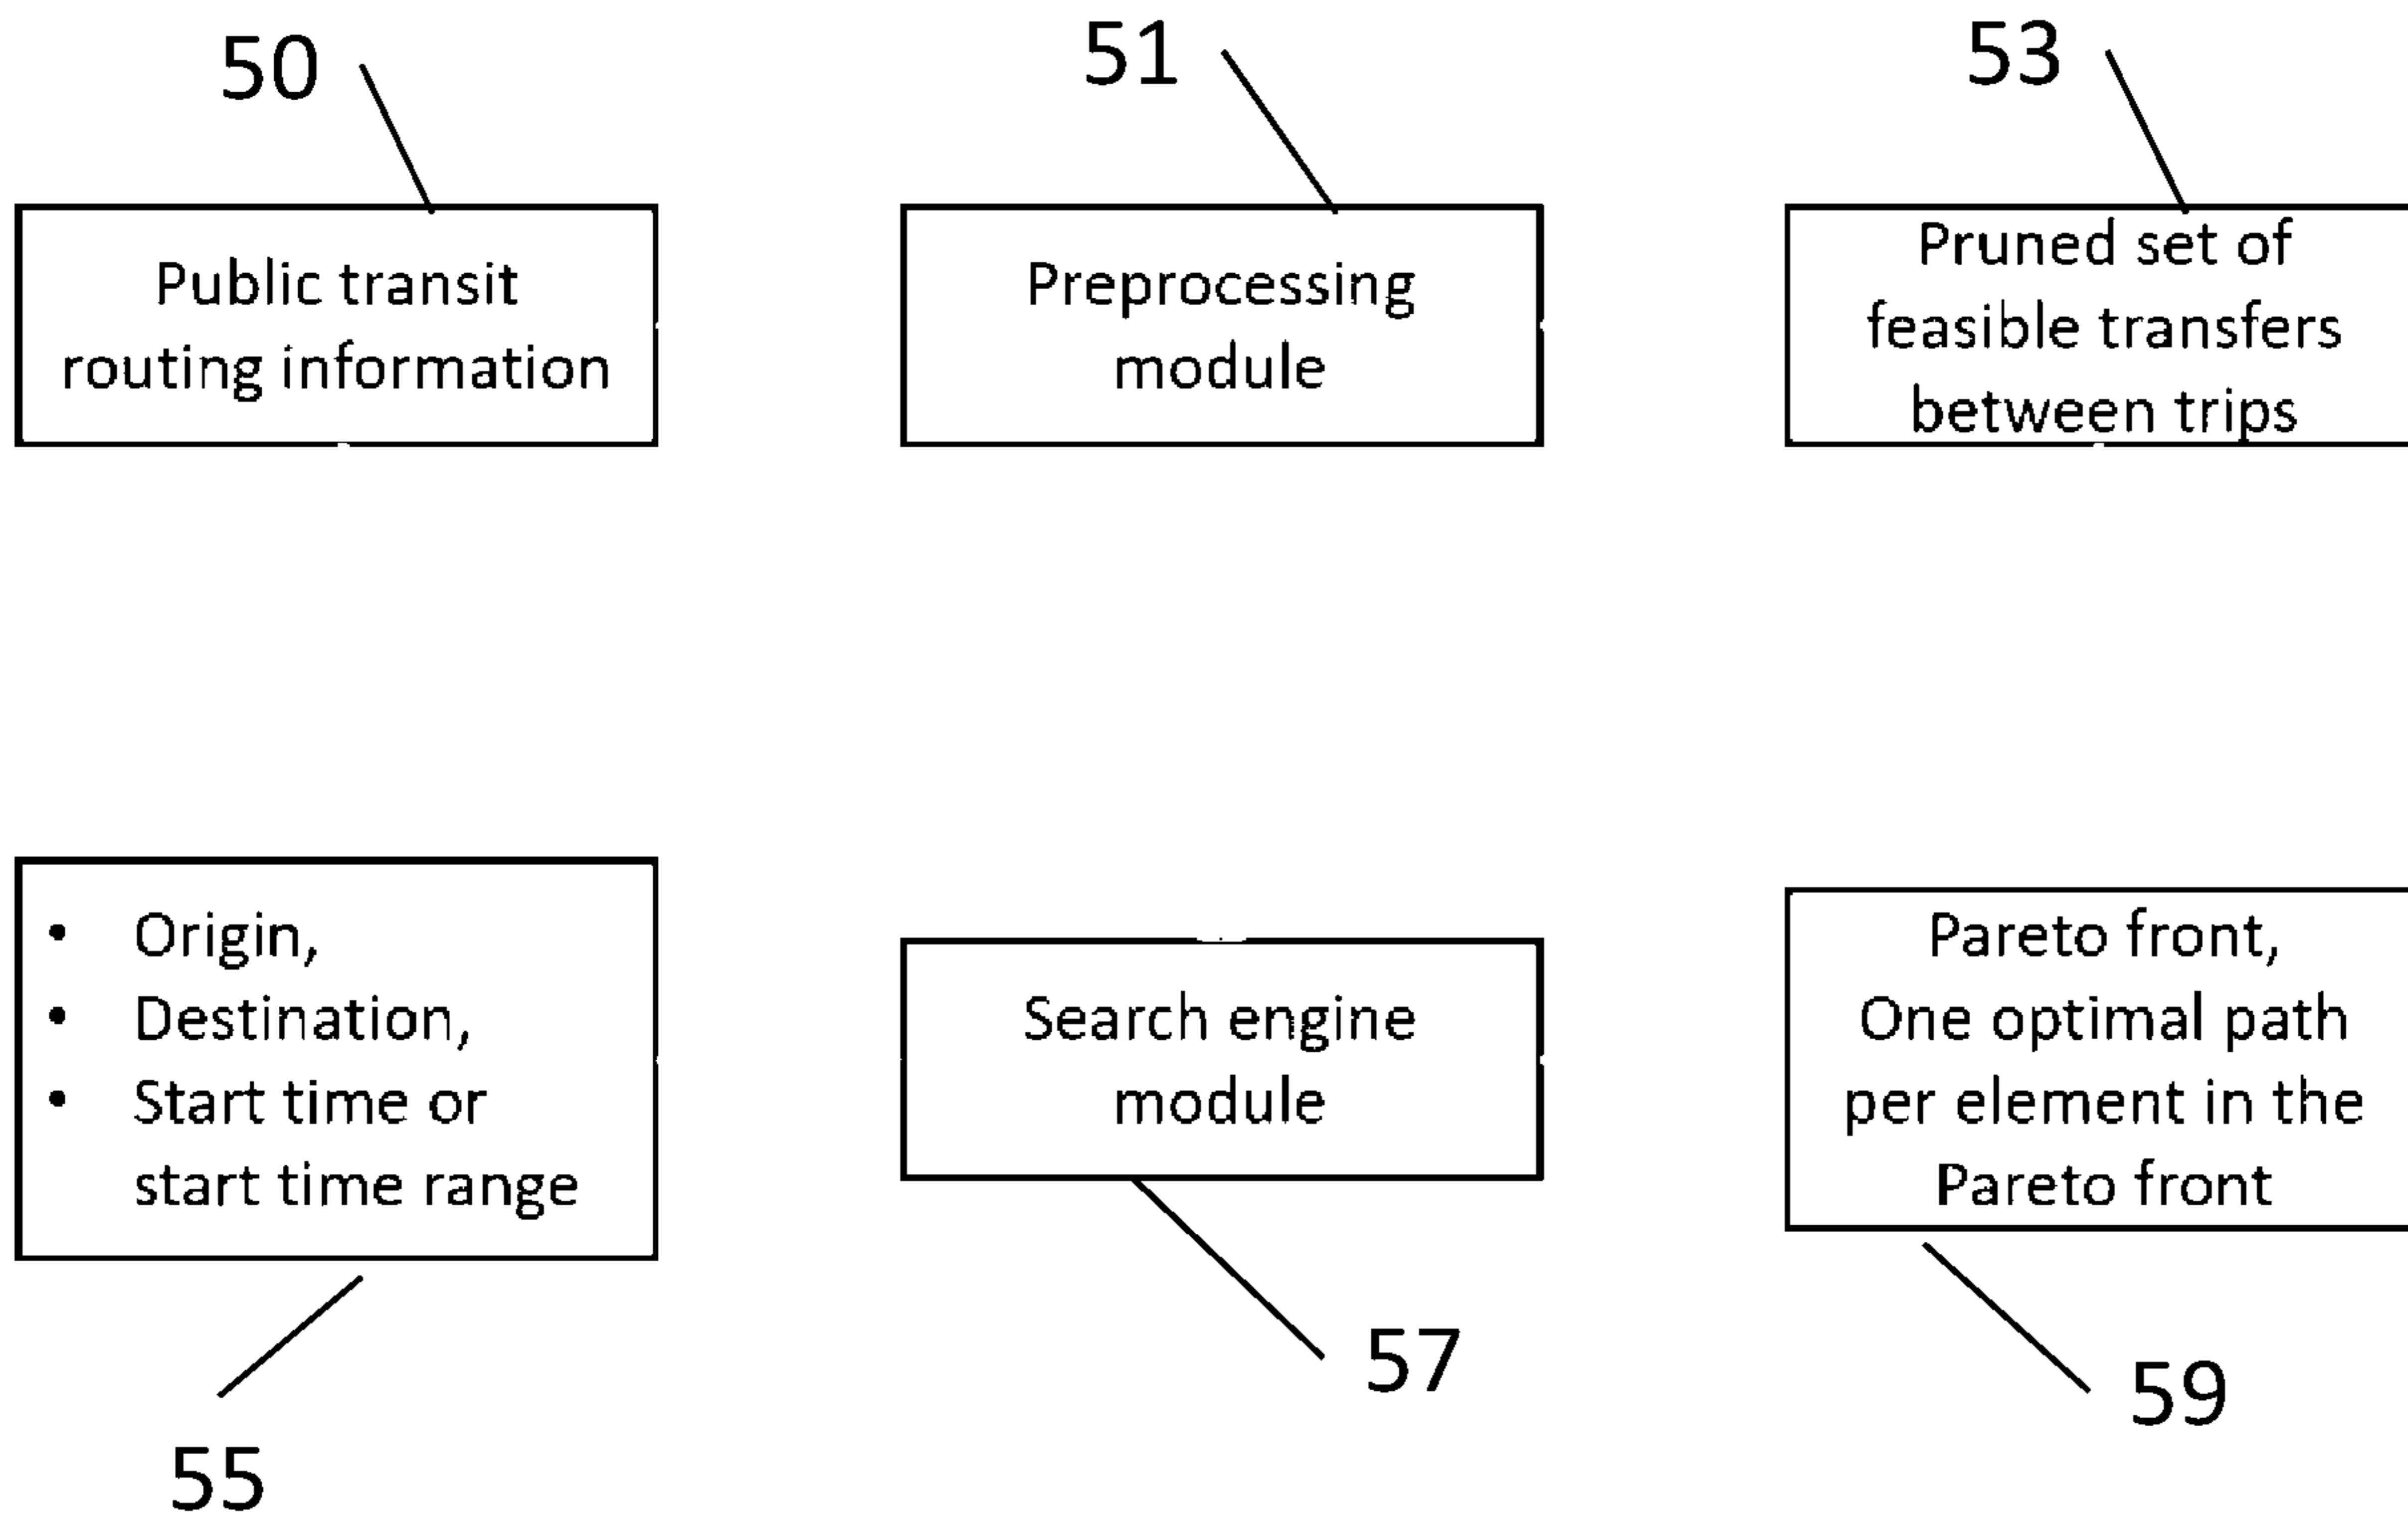 50
51
53
Public transit
routing information
Preprocessing
module
Pruned set of
feasible transfers
between trips
• Origin,
• Destination,
• Start time or
start time range
Search engine
module
Pareto front,
One optimal path
per element in the
Pareto front
55
57
59